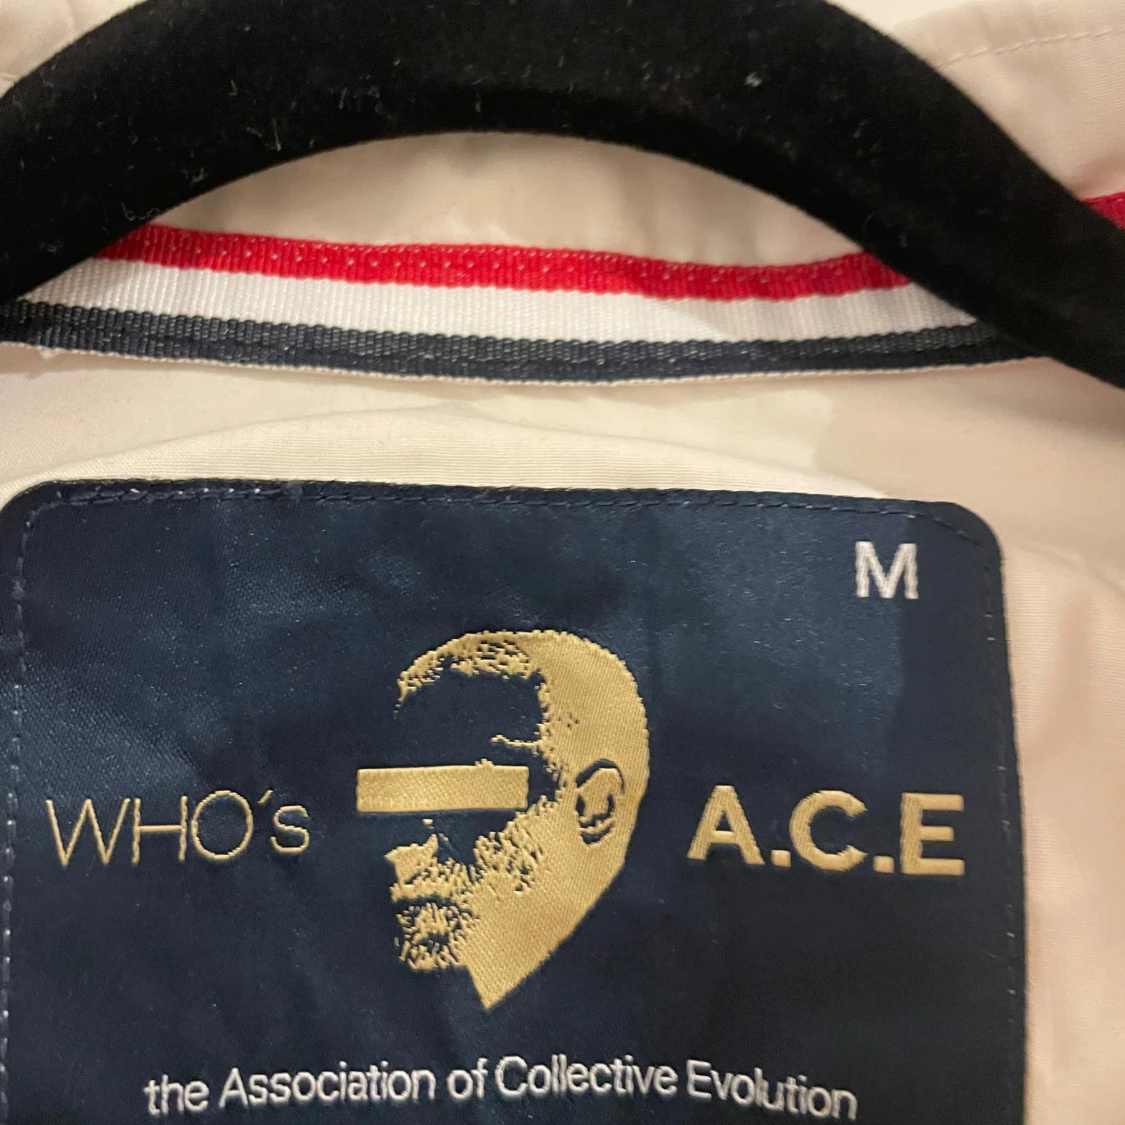 M
WHO's A.C.E
the Association of Collective Evolution